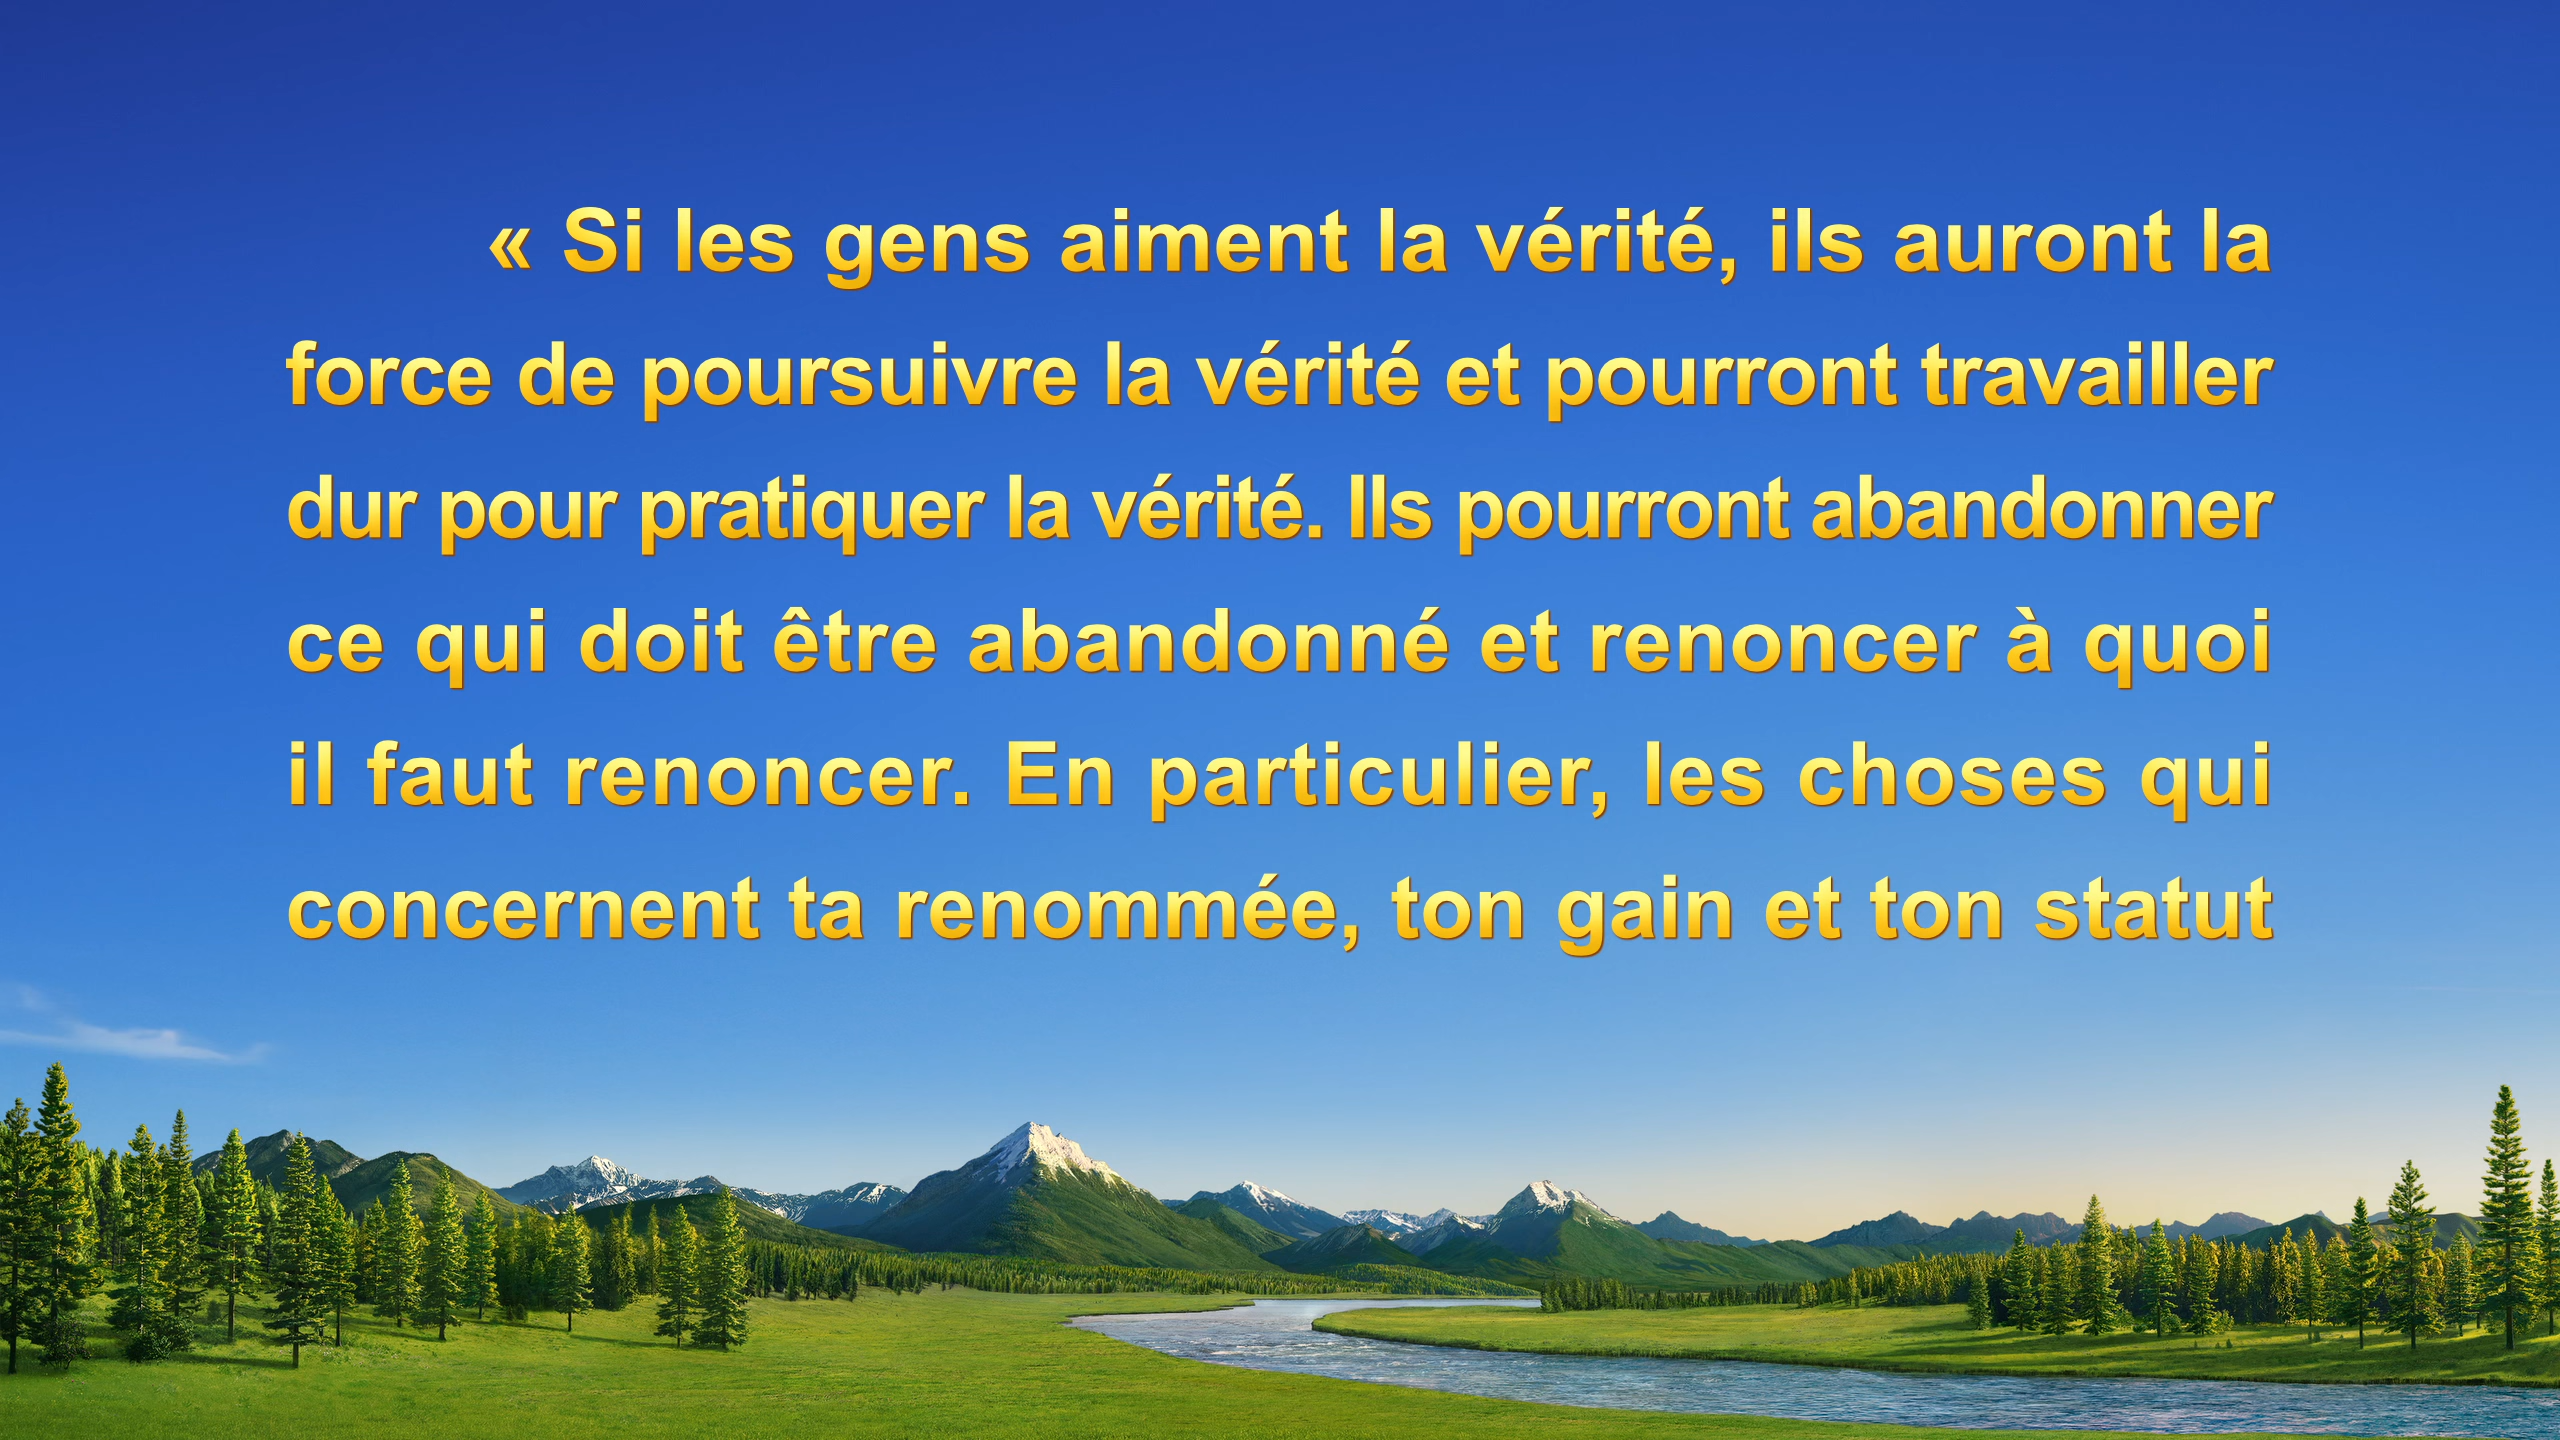 « Si les gens aiment la vérité, ils auront la
force de poursuivre la vérité et pourront travailler
dur pour pratiquer la vérité. Ils pourront abandonner
ce qui doit être abandonné et renoncer à quoi
il faut renoncer. En particulier, les choses qui
concernent ta renommée, ton gain et ton statut